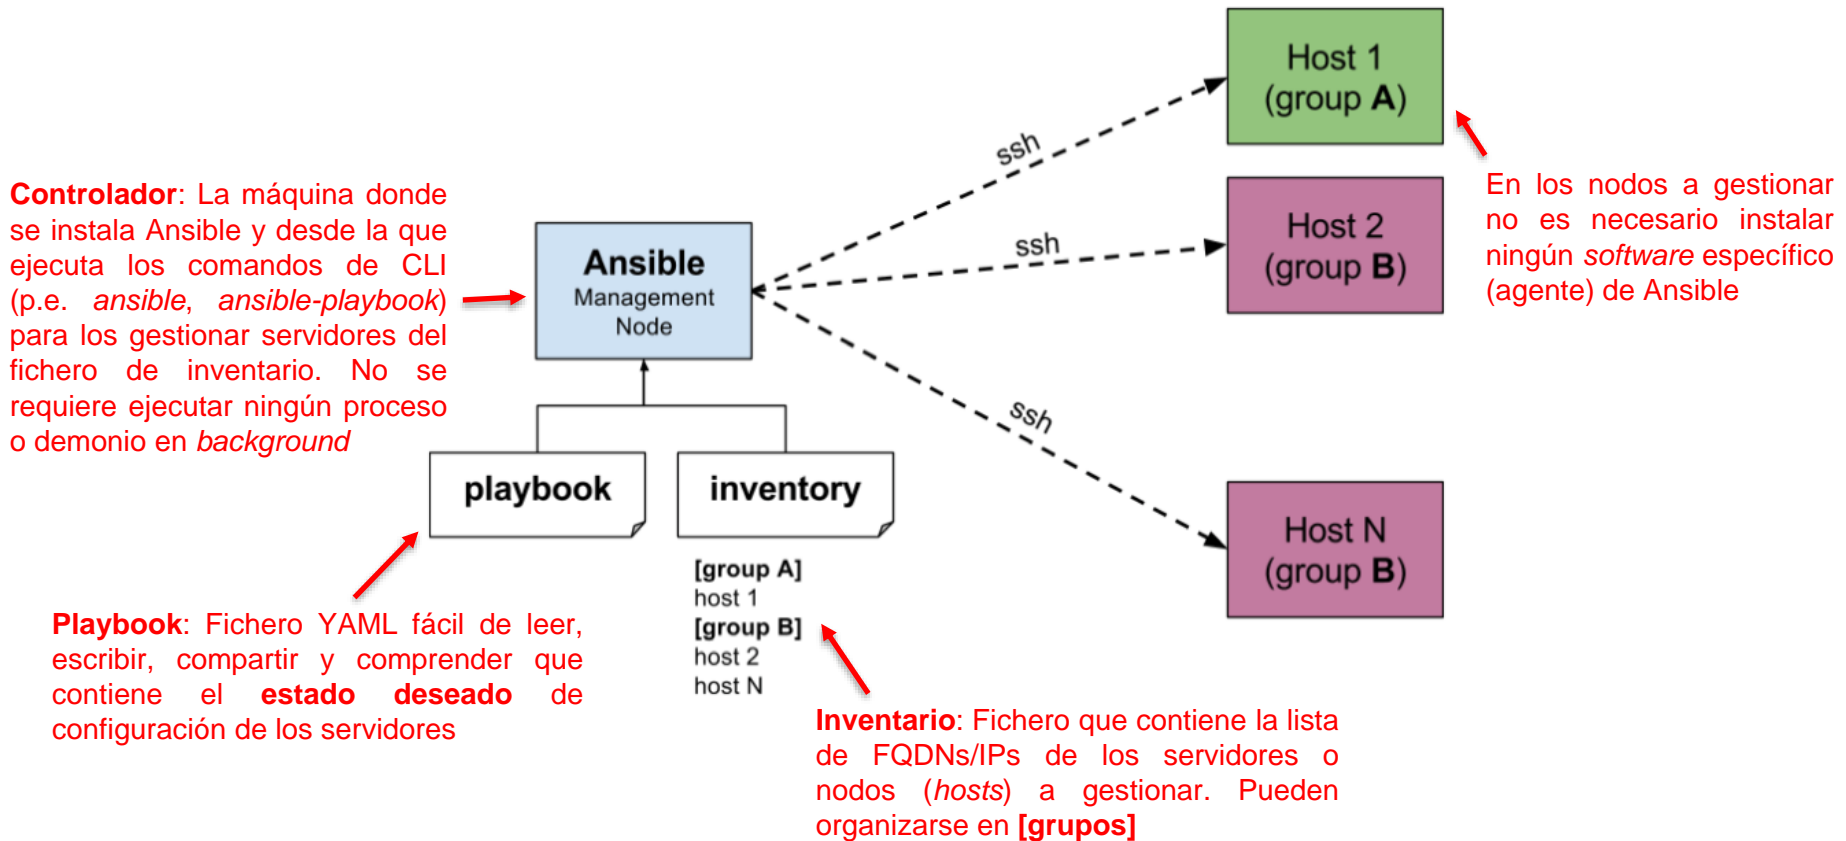 Host 1
(group A)
ssh
Controlador: La máquina donde
se instala Ansible y desde la que
ejecuta los comandos de CLI
(p.e. ansible, ansible-playbook)
para los gestionar servidores del
fichero de inventario. No se
requiere ejecutar ningún proceso
o demonio en background
Ansible
Management
Node
ssh
Host 2
(group B)
En los nodos a gestionar
no es necesario instalar
ningún software específico
(agente) de Ansible
ssh
playbook
inventory
Host N
(group B)
[group A]
host 1
[group B]
host 2
host N
Playbook: Fichero YAML fácil de leer,
escribir, compartir y comprender que
contiene el estado deseado de
configuración de los servidores
Inventario: Fichero que contiene la lista
de FQDNs/IPs de los servidores o
nodos (hosts) a gestionar. Pueden
organizarse en [grupos]